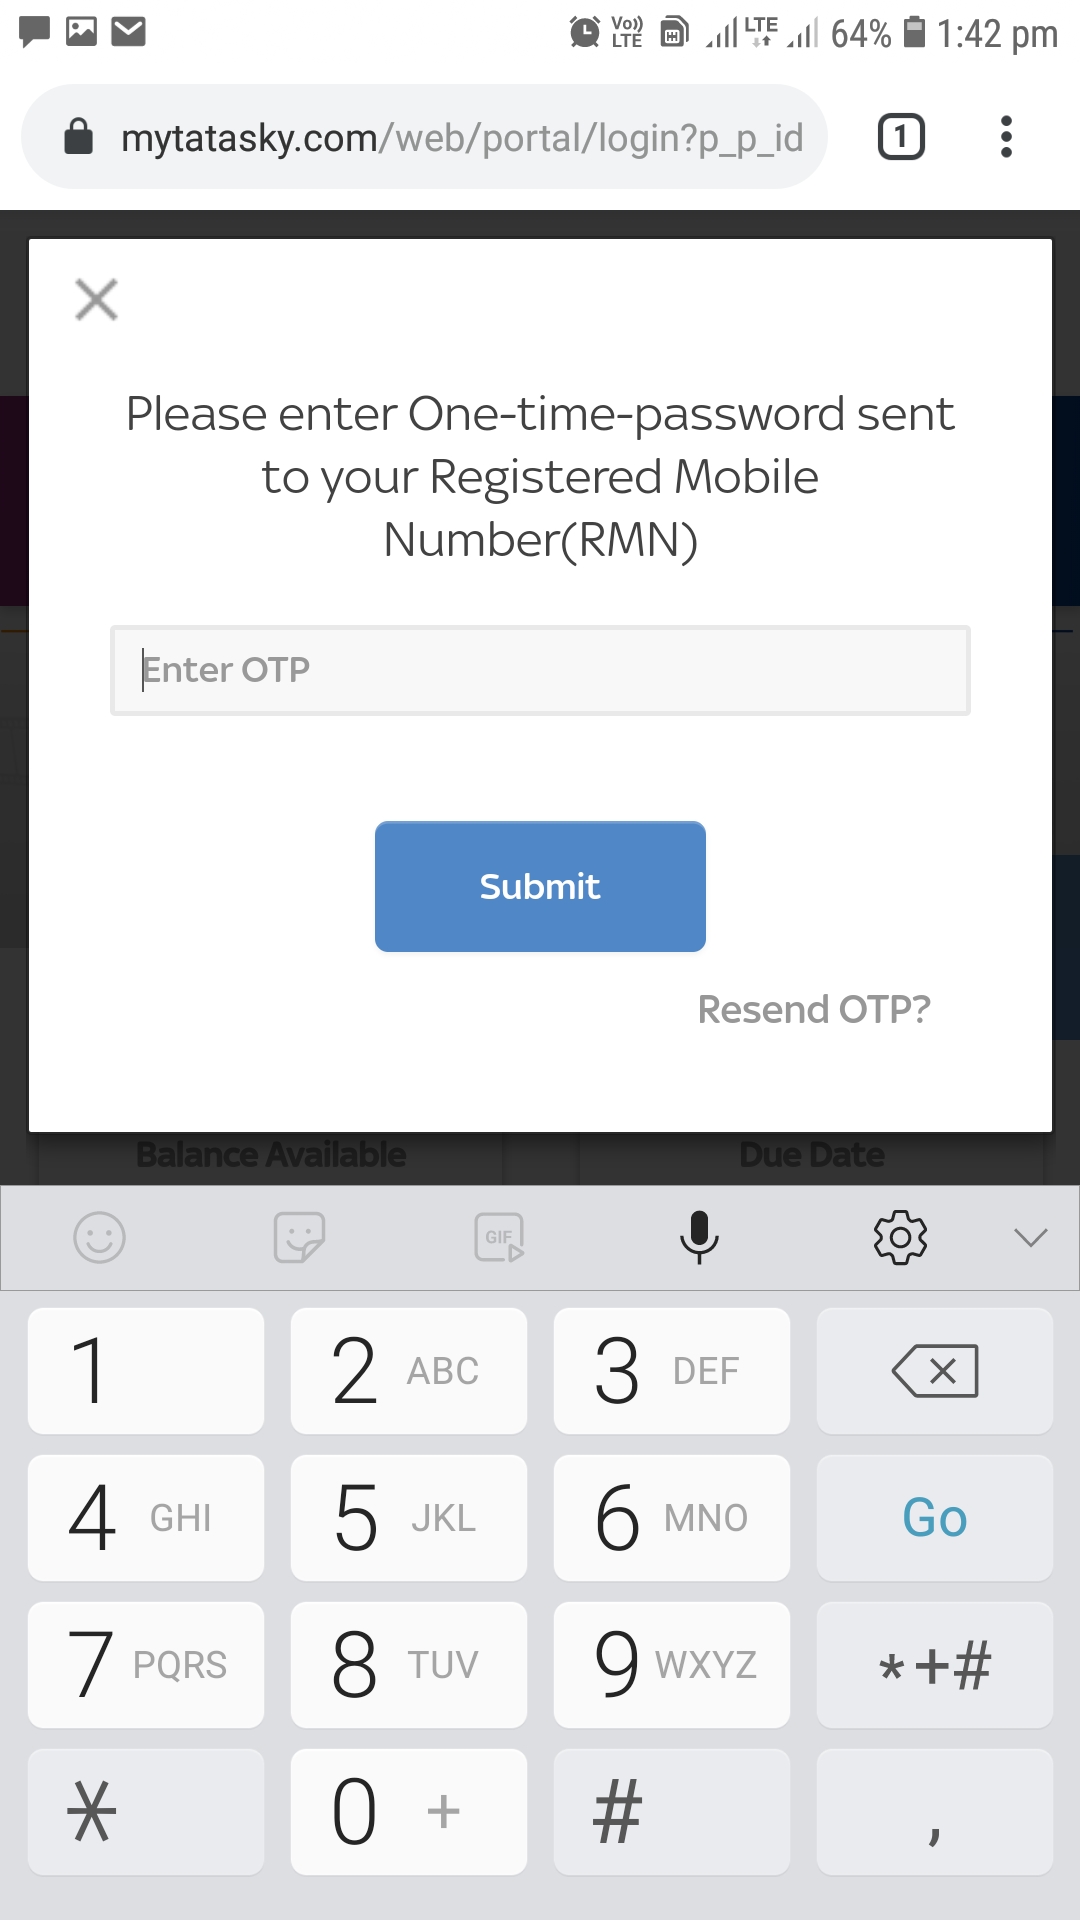 Vo)) LTE LTE 64% 1:42 pm
mytatasky.com/web/portal/login?p_p_id 1
Please enter One-time-password sent
to your Registered Mobile
Number(RMN)
Enter OTP
Submit
Resend OTP?
Balance Available Due Date
GIF
1 2 ABC 3 DEF
4 GHI 5 JKL 6 MNO Go
7 PQRS 8 TUV 9 WXYZ *+#
* 0 + # ,